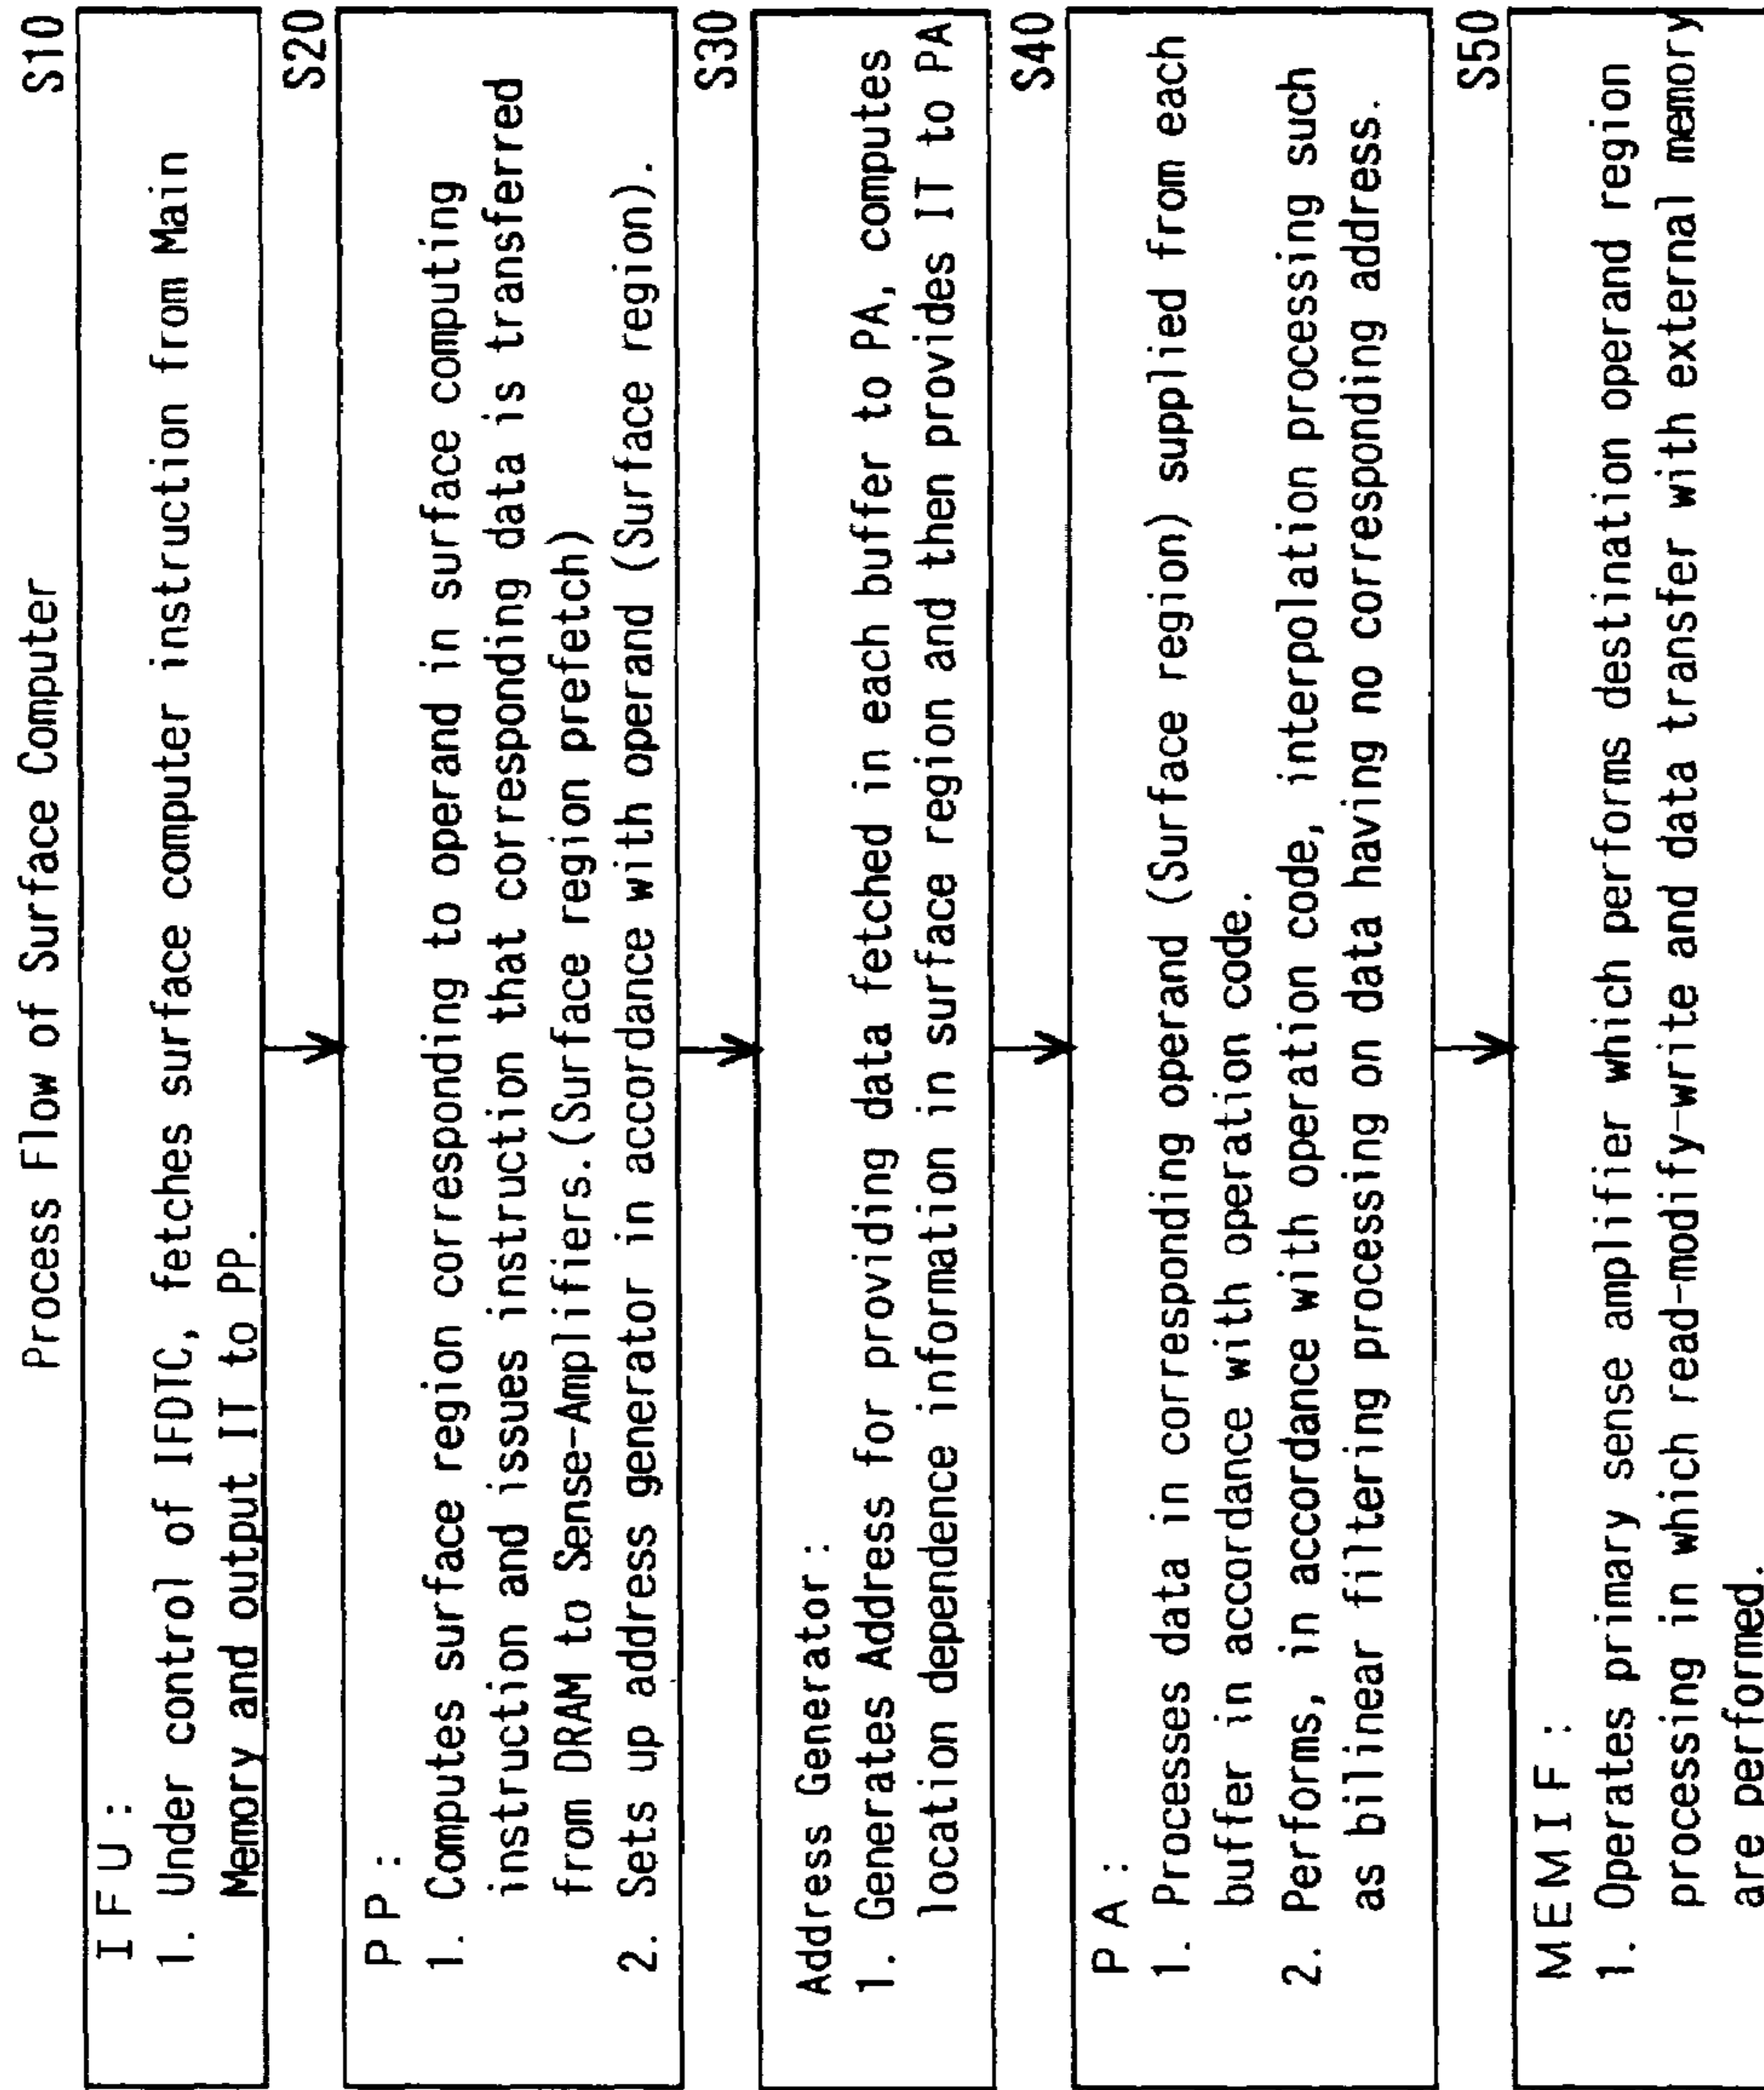 Process Flow of Surface Computer
S10
IFU:
1. Under control of IFDTC, fetches surface computer instruction from Main
Memory and output IT to PP.
S20
PP:
1. Computes surface region corresponding to operand in surface computing
instruction and issues instruction that corresponding data is transferred
from DRAM to Sense-Amplifiers.(Surface region prefetch)
2. Sets up address generator in accordance with operand (Surface region).
S30
Address Generator:
1. Generates Address for providing data fetched in each buffer to PA, computes
location dependence information in surface region and then provides IT to PA
S40
PA:
1. Processes data in corresponding operand (Surface region) supplied from each
buffer in accordance with operation code.
2. Performs, in accordance with operation code, interpolation processing such
as bilinear filtering processing on data having no corresponding address.
S50
MEMIF:
1. Operates primary sense amplifier which performs destination operand region
processing in which read-modify-write and data transfer with external memory
are performed.